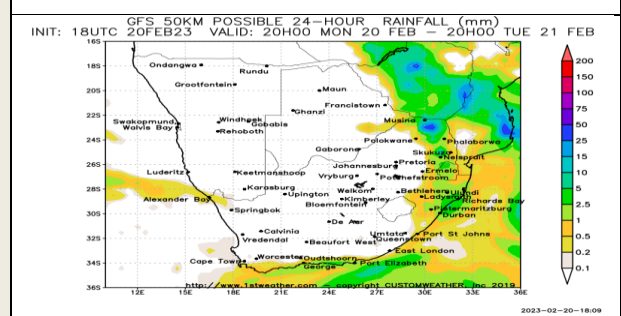 GFS 50KM POSSIBLE 24-HOUR RAINFALL (mm)
INIT: 18UTC 20FEB23 VALID: 20H00 MON 20 FEB - 20H00 TUE 21 FEB
16S
18S
20S
22S
24S
26S
28S
30S
32S
34S
36S
Ondangwa
Rundu
Grootfontein
Maun
Ghanzi
Francistown
Swakopmund
Walvis Bay
Windhoek
Gobabis
Rehoboth
Musina
Polokwane
Phalaborwa
Gaborone
Skukuza
Nelspruit
Johannesburg
Pretoria
Luderitz
Keetmanshoop
Vryburg
Potchefstroom
Ermelo
Karasburg
Upington
Welkom
Bethlehem
Ulundi
Alexander Bay
Kimberley
Ladysmith
Richards Bay
Springbok
Bloemfontein
Pietermaritzburg
Durban
De Aar
Calvinia
Vredendal
Beaufort West
Umtata
Queenstown
Port St Johns
East London
Cape Town
Worcester
Oudtshoorn
George
Port Elizabeth
http://www.1stweather.com - copyright CUSTOMWEATHER, inc 2019
12E 15E 18E 21E 24E 27E 30E 33E 36E
200
150
100
75
50
25
15
10
5
2.5
1
0.5
0.2
0.1
2023-02-20-18:09